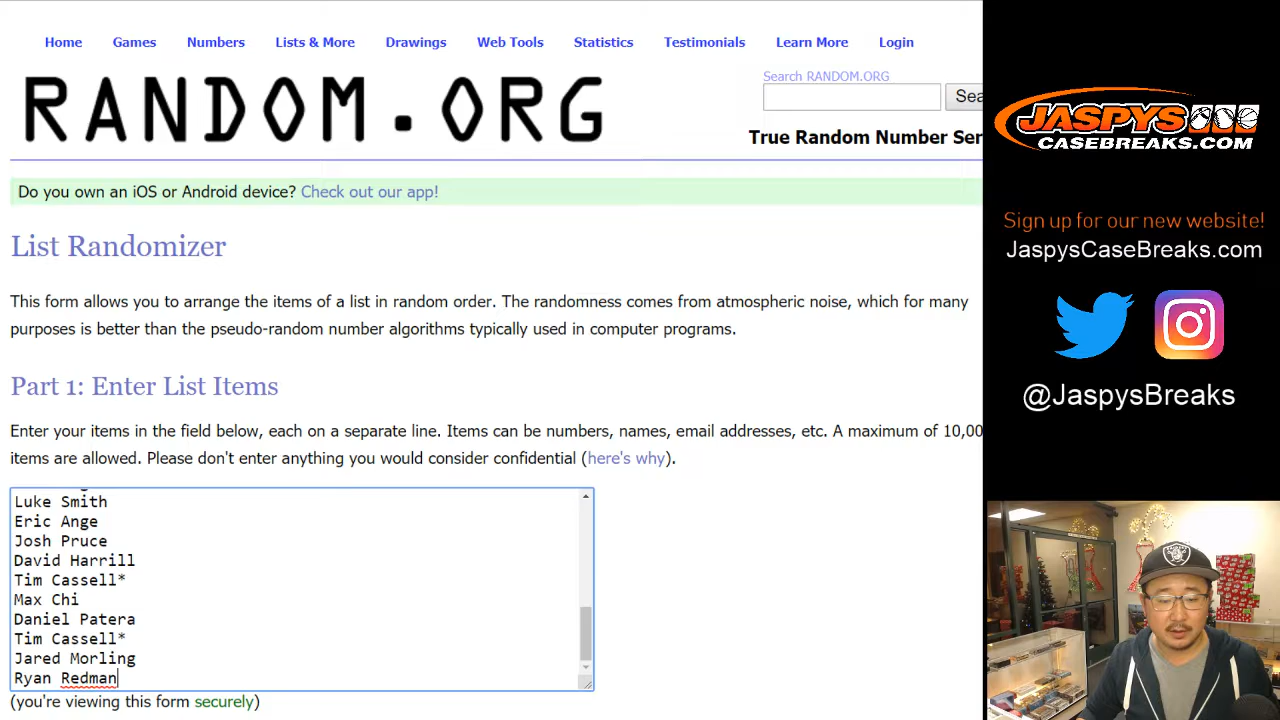 Home Games Numbers Lists & More Drawings Web Tools Statistics Testimonials Learn More Login
RANDOM.ORG
Search RANDOM.ORG
Sea
True Random Number Ser
Do you own an iOS or Android device? Check out our app!
List Randomizer
This form allows you to arrange the items of a list in random order. The randomness comes from atmospheric noise, which for many
purposes is better than the pseudo-random number algorithms typically used in computer programs.
Part 1: Enter List Items
Enter your items in the field below, each on a separate line. Items can be numbers, names, email addresses, etc. A maximum of 10,00
items are allowed. Please don't enter anything you would consider confidential (here's why).
Luke Smith
Eric Ange
Josh Pruce
David Harrill
Tim Cassell*
Max Chi
Daniel Patera
Tim Cassell*
Jared Morling
Ryan Redman
(you're viewing this form securely)
JASPYS
CASEBREAKS.COM
Sign up for our new website!
JaspysCaseBreaks.com
@JaspysBreaks